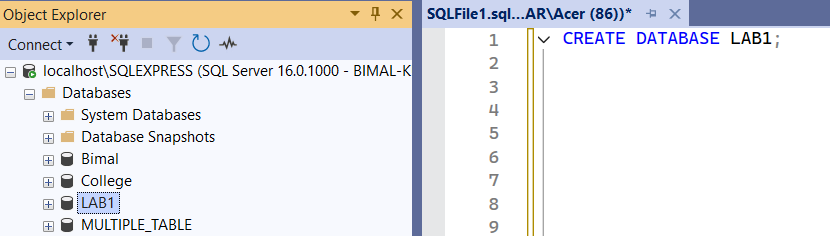 Object Explorer
Connect
localhost\SQLEXPRESS (SQL Server 16.0.1000 - BIMAL-K
Databases
System Databases
Database Snapshots
Bimal
College
LAB1
MULTIPLE_TABLE
SQLFile1.sql...AR\Acer (86))*
1 CREATE DATABASE LAB1;
2
3
4
5
6
7
8
9